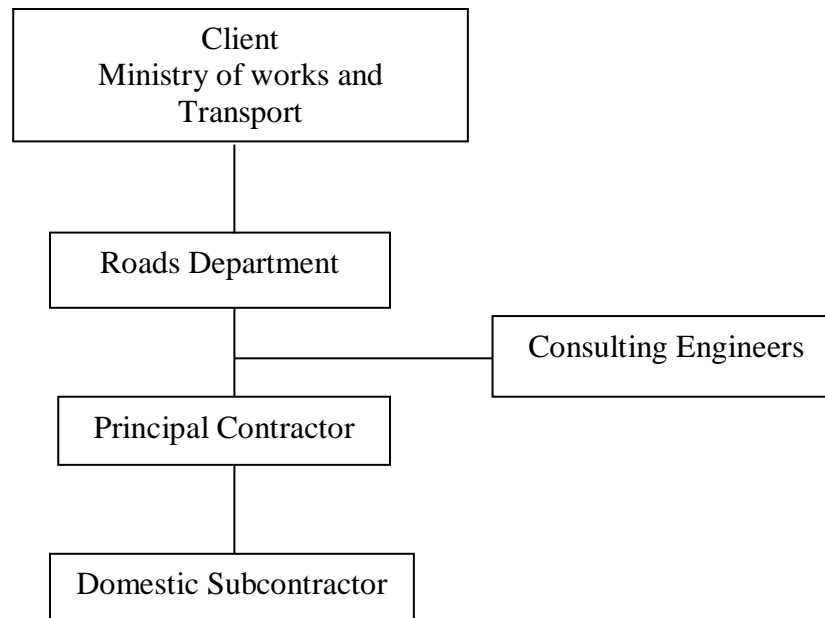 Client
Ministry of works and
Transport
Roads Department
Consulting Engineers
Principal Contractor
Domestic Subcontractor